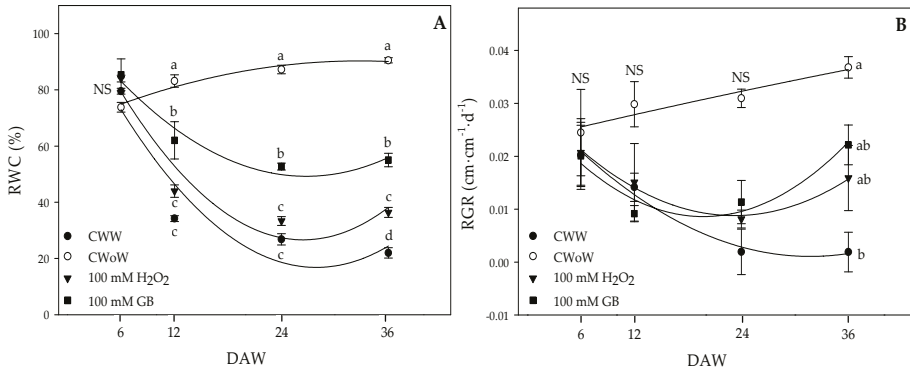 A
RWC (%)
100
80
60
40
20
0
NS
a
a
a
b
b
b
c
c
c
c
c
d
CWW
CWoW
100 mM H₂O₂
100 mM GB
6
12
24
36
DAW
B
RGR (cm·cm⁻¹·d⁻¹)
0.04
0.03
0.02
0.01
0.00
-0.01
NS
NS
NS
a
ab
ab
b
CWW
CWoW
100 mM H₂O₂
100 mM GB
6
12
24
36
DAW